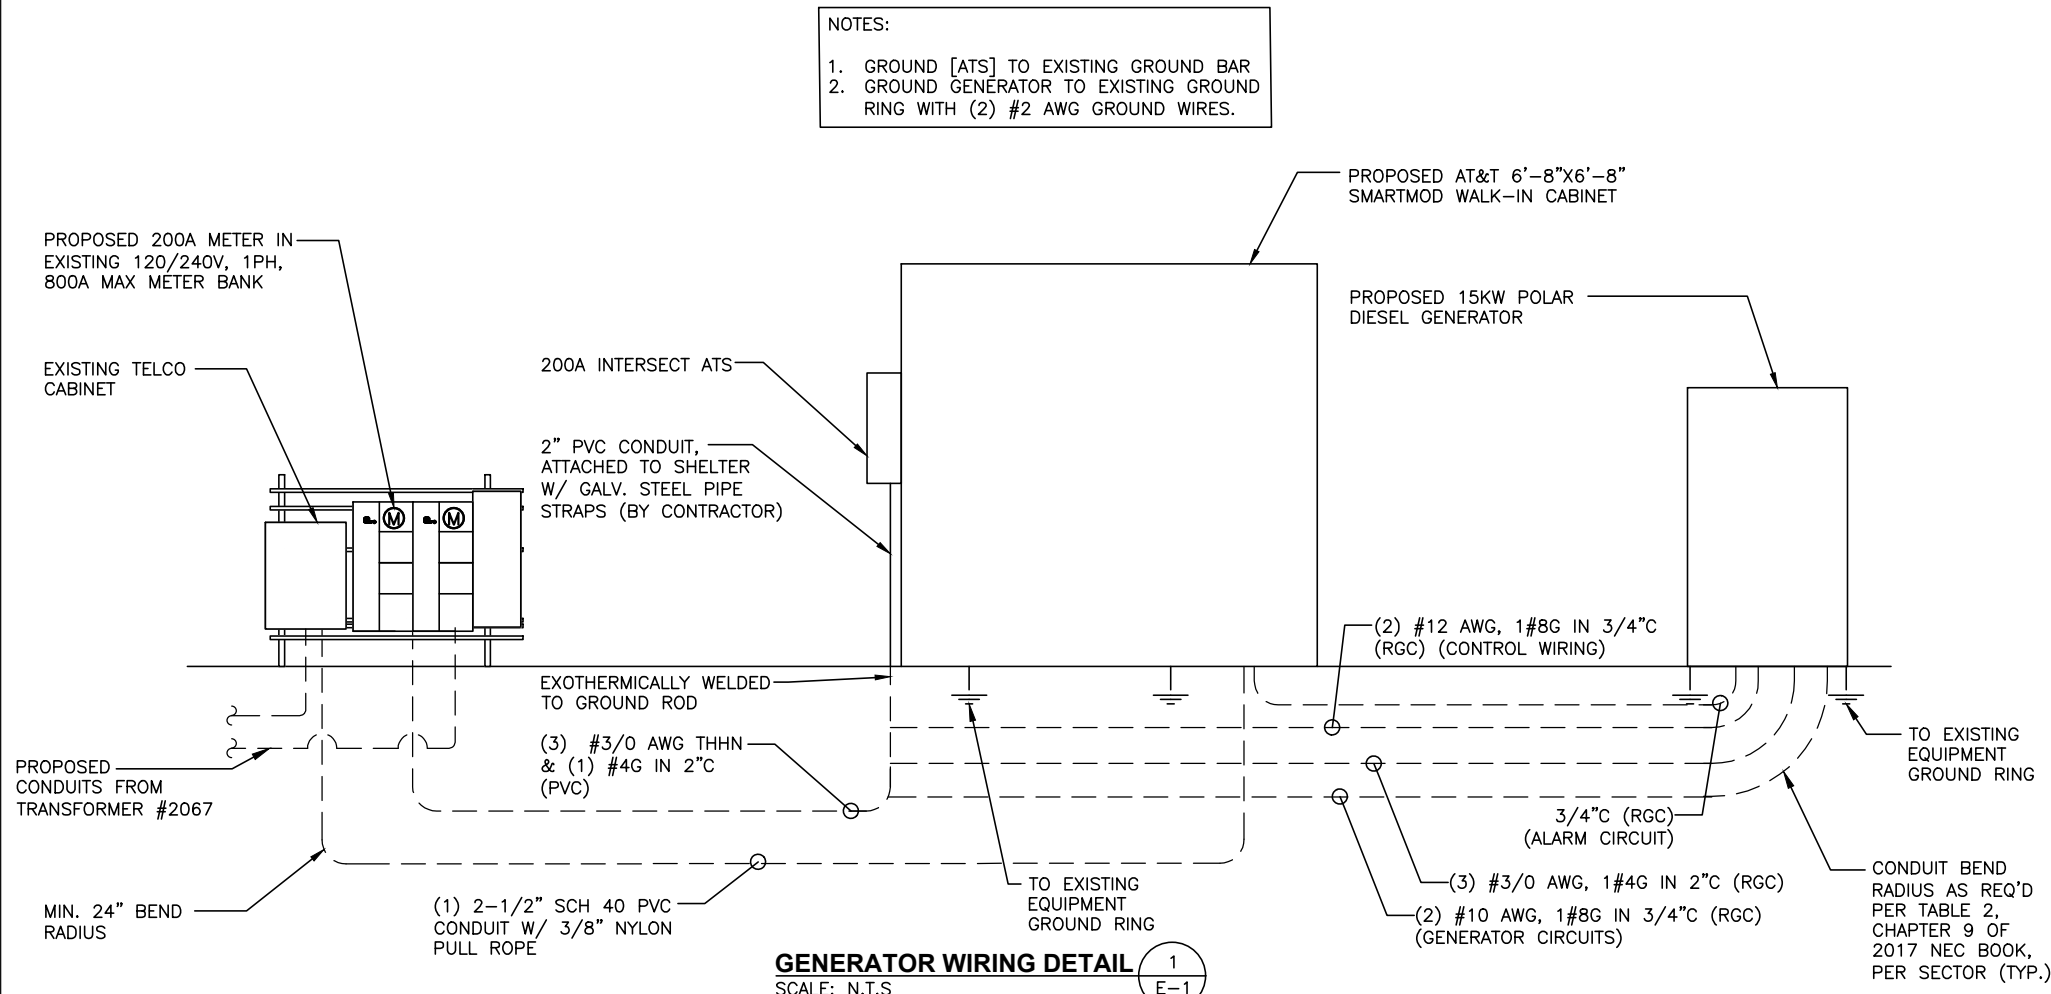 NOTES:
1. GROUND [ATS] TO EXISTING GROUND BAR
2. GROUND GENERATOR TO EXISTING GROUND
RING WITH (2) #2 AWG GROUND WIRES.
PROPOSED AT&T 6'-8"X6'-8"
SMARTMOD WALK-IN CABINET
PROPOSED 200A METER IN
EXISTING 120/240V, 1PH,
800A MAX METER BANK
PROPOSED 15KW POLAR
DIESEL GENERATOR
EXISTING TELCO
CABINET
200A INTERSECT ATS
2" PVC CONDUIT,
ATTACHED TO SHELTER
W/ GALV. STEEL PIPE
STRAPS (BY CONTRACTOR)
M
M
(2) #12 AWG, 1#8G IN 3/4"C
(RGC) (CONTROL WIRING)
EXOTHERMICALLY WELDED
TO GROUND ROD
(3) #3/0 AWG THHN
& (1) #4G IN 2"C
(PVC)
PROPOSED
CONDUITS FROM
TRANSFORMER #2067
TO EXISTING
EQUIPMENT
GROUND RING
3/4"C (RGC)
(ALARM CIRCUIT)
MIN. 24" BEND
RADIUS
(1) 2-1/2" SCH 40 PVC
CONDUIT W/ 3/8" NYLON
PULL ROPE
TO EXISTING
EQUIPMENT
GROUND RING
(3) #3/0 AWG, 1#4G IN 2"C (RGC)
(2) #10 AWG, 1#8G IN 3/4"C (RGC)
(GENERATOR CIRCUITS)
CONDUIT BEND
RADIUS AS REQ'D
PER TABLE 2,
CHAPTER 9 OF
2017 NEC BOOK,
PER SECTOR (TYP.)
GENERATOR WIRING DETAIL
SCALE: N.T.S
1
E-1